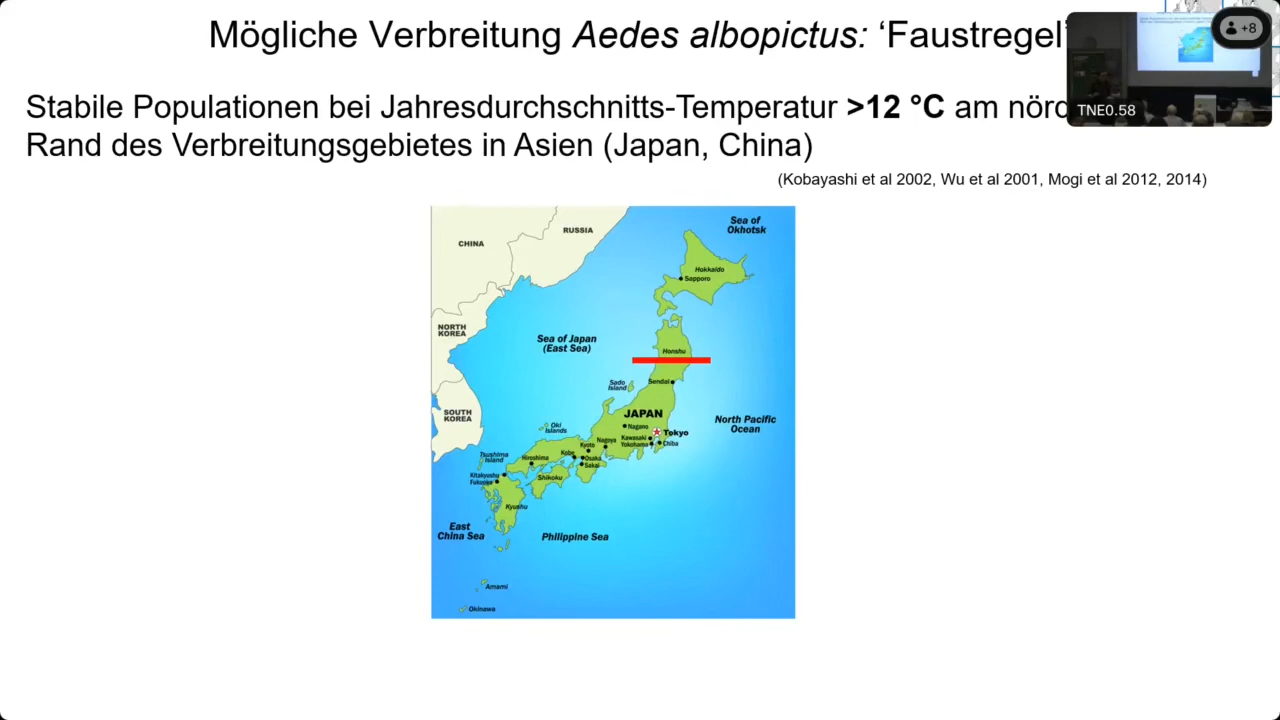 Mögliche Verbreitung Aedes albopictus: ‘Faustregel’
+8
TNE0.58
Stabile Populationen bei Jahresdurchschnitts-Temperatur >12 °C am nörd
Rand des Verbreitungsgebietes in Asien (Japan, China)
(Kobayashi et al 2002, Wu et al 2001, Mogi et al 2012, 2014)
Sea of
Okhotsk
RUSSIA
CHINA
Hokkaido
Sapporo
NORTH
KOREA
Sea of Japan
(East Sea)
Honshu
Sado
Island
Sendai
SOUTH
KOREA
JAPAN
North Pacific
Ocean
Oki
Islands
Nagano
Tokyo
Kawasaki
Yokohama
Chiba
Nagoya
Kyoto
Kobe
Osaka
Sakai
Tsushima
Island
Hiroshima
Kitakyushu
Fukuoka
Shikoku
Kyushu
East
China Sea
Philippine Sea
Amami
Okinawa